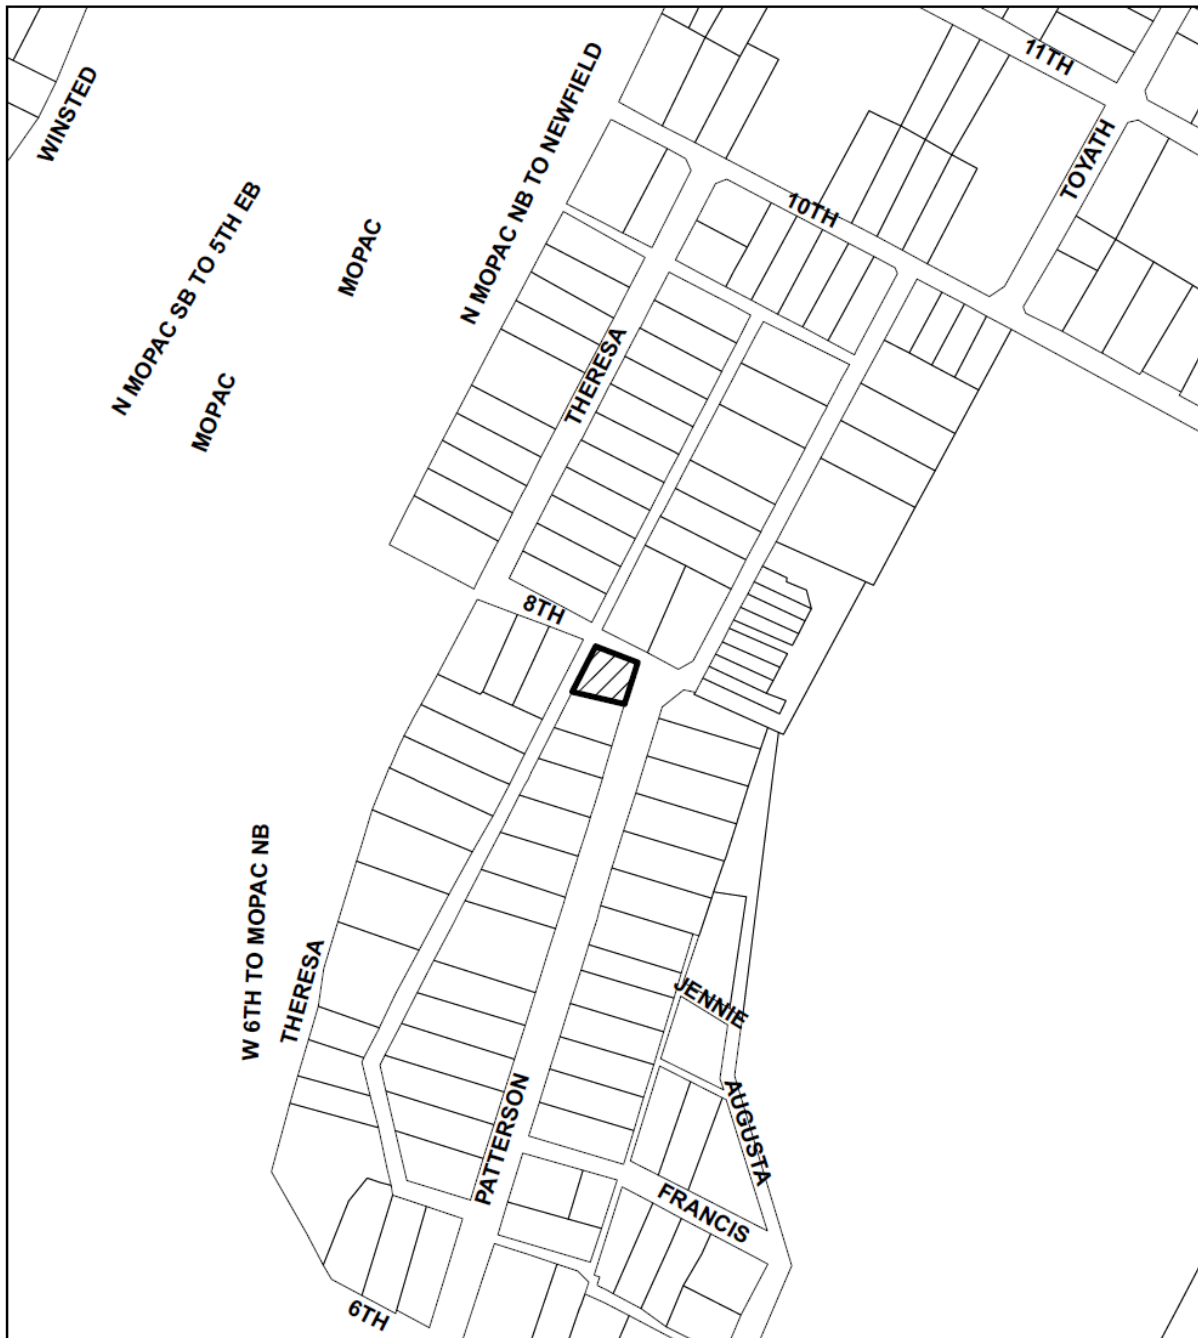 11TH
WINSTED
TOYATH
N MOPAC NB TO NEWFIELD
10TH
N MOPAC SB TO 5TH EB
MOPAC
THERESA
MOPAC
8TH
W 6TH TO MOPAC NB
THERESA
JENNIE
PATTERSON
AUGUSTA
FRANCIS
6TH